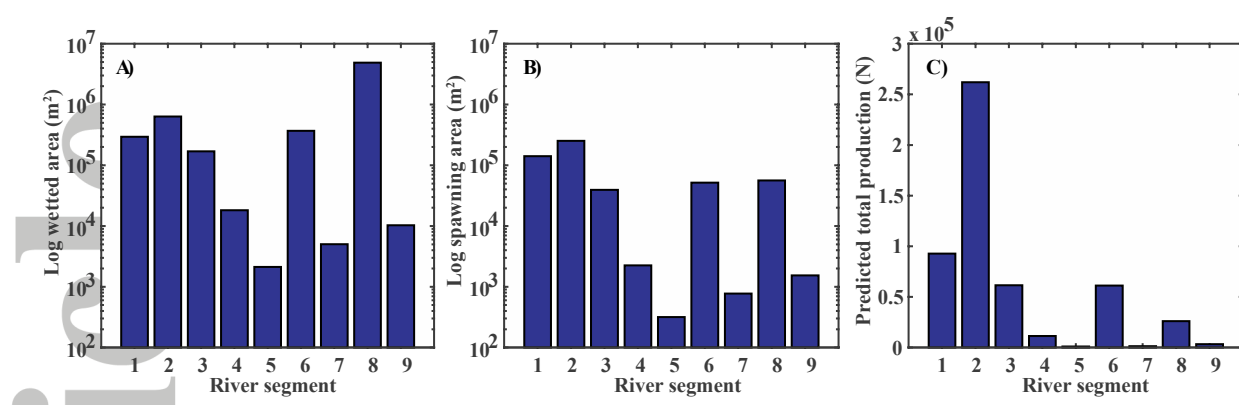 A)
Log wetted area (m²)
10⁷
10⁶
10⁵
10⁴
10³
10²
1 2 3 4 5 6 7 8 9
River segment
B)
Log spawning area (m²)
10⁷
10⁶
10⁵
10⁴
10³
10²
1 2 3 4 5 6 7 8 9
River segment
C)
Predicted total production (N)
x 10⁵
3
2.5
2
1.5
1
0.5
0
1 2 3 4 5 6 7 8 9
River segment